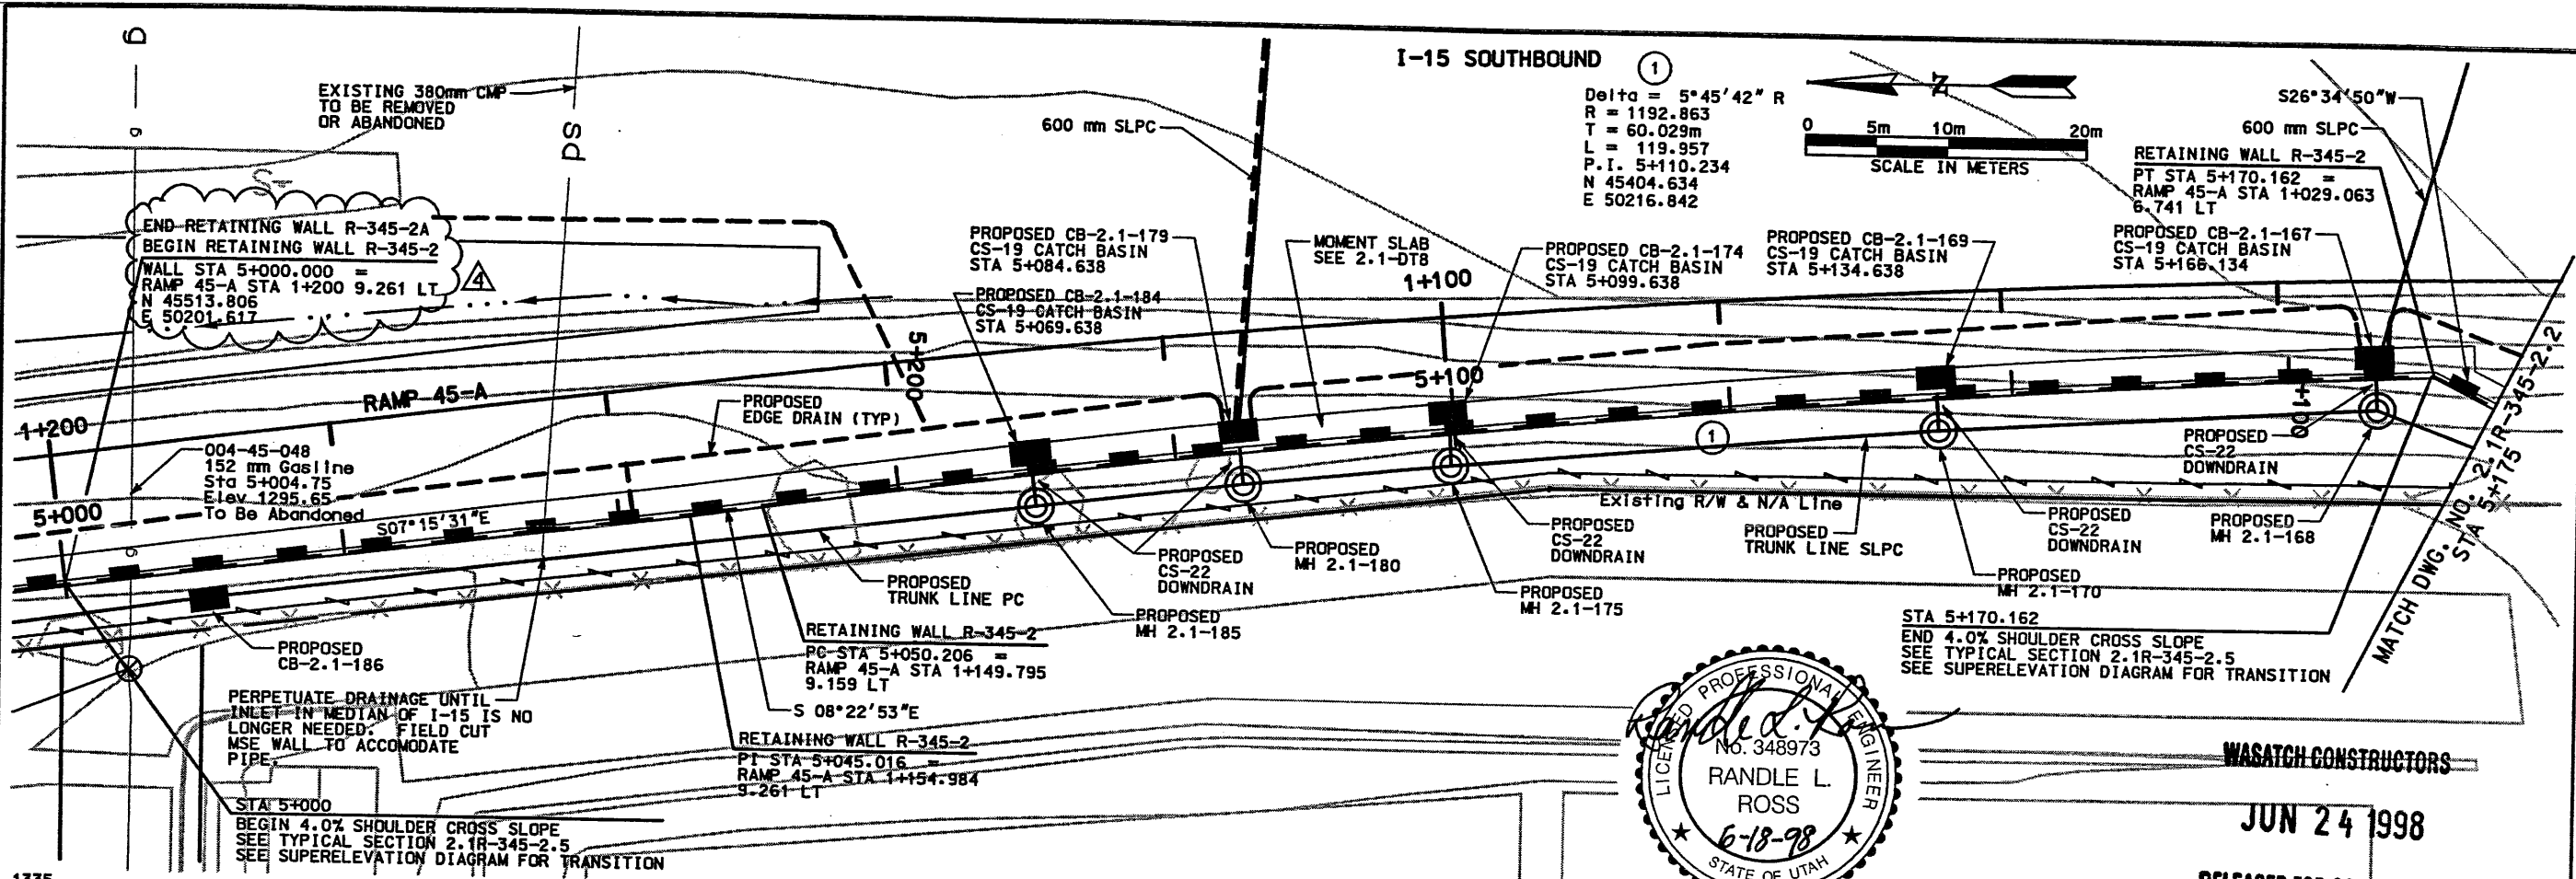 G
EXISTING 380mm CMP
TO BE REMOVED
OR ABANDONED
sd
I-15 SOUTHBOUND
1
Delta = 5°45'42" R
R = 1192.863
T = 60.029m
L = 119.957
P.I. 5+110.234
N 45404.634
E 50216.842
Z
0 5m 10m 20m
SCALE IN METERS
600 mm SLPC
S26°34'50"W
600 mm SLPC
RETAINING WALL R-345-2
PT STA 5+170.162 =
RAMP 45-A STA 1+029.063
6.741 LT
G
END RETAINING WALL R-345-2A
BEGIN RETAINING WALL R-345-2
WALL STA 5+000.000 =
RAMP 45-A STA 1+200 9.261 LT
N 45513.806
E 50201.617
4
PROPOSED CB-2.1-179
CS-19 CATCH BASIN
STA 5+084.638
PROPOSED CB-2.1-184
CS-19 CATCH BASIN
STA 5+069.638
MOMENT SLAB
SEE 2.1-DT8
1+100
PROPOSED CB-2.1-174
CS-19 CATCH BASIN
STA 5+099.638
PROPOSED CB-2.1-169
CS-19 CATCH BASIN
STA 5+134.638
PROPOSED CB-2.1-167
CS-19 CATCH BASIN
STA 5+166.134
5+200
5+100
RAMP 45-A
PROPOSED
EDGE DRAIN (TYP)
1+200
004-45-048
152 mm Gasline
Sta 5+004.75
Elev 1295.65
To Be Abandoned
5+000
S07°15'31"E
1
1+000
PROPOSED
CS-22
DOWNDRAIN
Existing R/W & N/A Line
PROPOSED
TRUNK LINE SLPC
PROPOSED
CS-22
DOWNDRAIN
PROPOSED
MH 2.1-168
PROPOSED
CS-22
DOWNDRAIN
PROPOSED
MH 2.1-180
PROPOSED
CS-22
DOWNDRAIN
PROPOSED
MH 2.1-175
PROPOSED
MH 2.1-170
MATCH DWG. NO. 2.1R-345-2.2
STA 5+175
PROPOSED
TRUNK LINE PC
PROPOSED
MH 2.1-185
PROPOSED
CB-2.1-186
G
RETAINING WALL R-345-2
PC STA 5+050.206 =
RAMP 45-A STA 1+149.795
9.159 LT
S 08°22'53"E
RETAINING WALL R-345-2
PI STA 5+045.016 =
RAMP 45-A STA 1+154.984
9.261 LT
STA 5+170.162
END 4.0% SHOULDER CROSS SLOPE
SEE TYPICAL SECTION 2.1R-345-2.5
SEE SUPERELEVATION DIAGRAM FOR TRANSITION
PERPETUATE DRAINAGE UNTIL
INLET IN MEDIAN OF I-15 IS NO
LONGER NEEDED. FIELD CUT
MSE WALL TO ACCOMODATE
PIPE.
STA 5+000
BEGIN 4.0% SHOULDER CROSS SLOPE
SEE TYPICAL SECTION 2.1R-345-2.5
SEE SUPERELEVATION DIAGRAM FOR TRANSITION
LICENSED PROFESSIONAL ENGINEER
Randle L. Ross
No. 348973
RANDLE L.
ROSS
6-18-98
STATE OF UTAH
WASATCH CONSTRUCTORS
JUN 24 1998